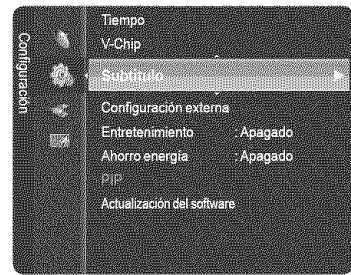 Configuración
Tiempo
V-Chip
Subtítulo
Configuración externa
Entretenimiento : Apagado
Ahorro energía : Apagado
PIP
Actualización del software